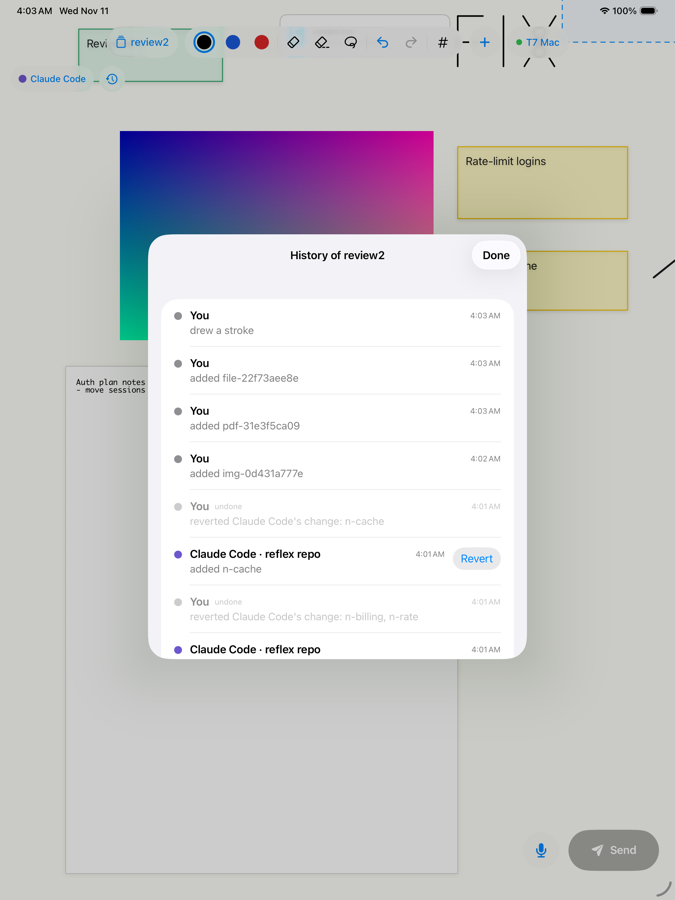 4:03 AM Wed Nov 11
100%
review2
#
T7 Mac
Claude Code
Rate-limit logins
History of review2
Done
You
4:03 AM
drew a stroke
You
4:03 AM
added file-22f73aee8e
You
4:03 AM
added pdf-31e3f5ca09
You
4:02 AM
added img-0d431a777e
You undone
4:01 AM
reverted Claude Code's change: n-cache
Claude Code · reflex repo
4:01 AM
Revert
added n-cache
You undone
4:01 AM
reverted Claude Code's change: n-billing, n-rate
Claude Code · reflex repo
4:01 AM
Auth plan notes
- move sessions
Send